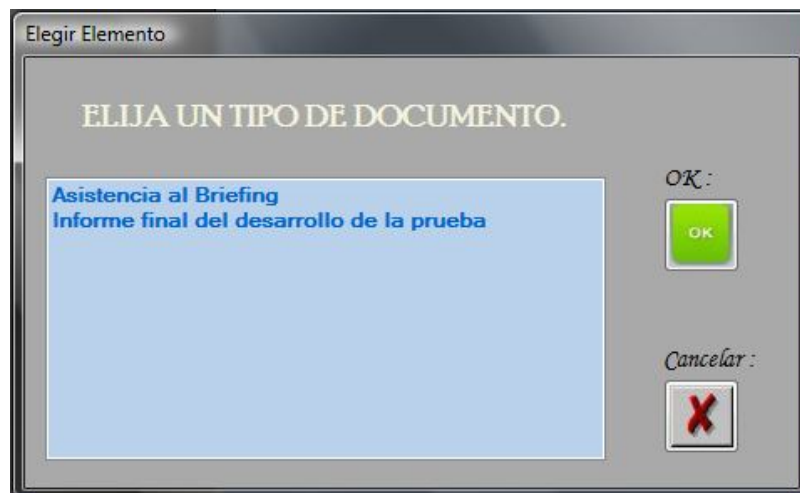 Elegir Elemento
ELIJA UN TIPO DE DOCUMENTO.
Asistencia al Briefing
Informe final del desarrollo de la prueba
OK :
OK
Cancelar :